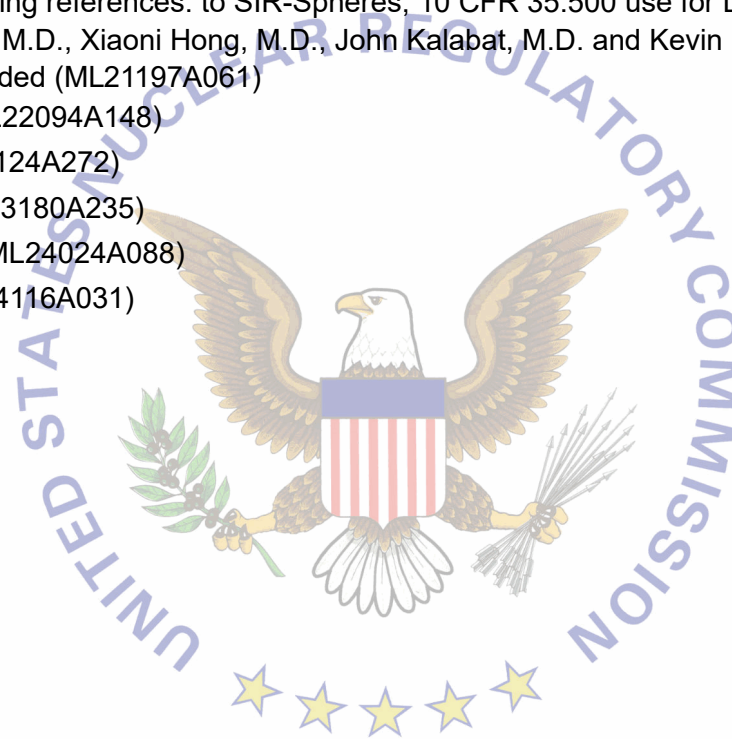 ing references: to SIR-Spheres, 10 CFR 35.500 use for
M.D., Xiaoni Hong, M.D., John Kalabat, M.D. and Kevin
ded (ML21197A061)
22094A148)
124A272)
3180A235)
ML24024A088)
4116A031)
UNITED STATES NUCLEAR REGULATORY COMMISSION